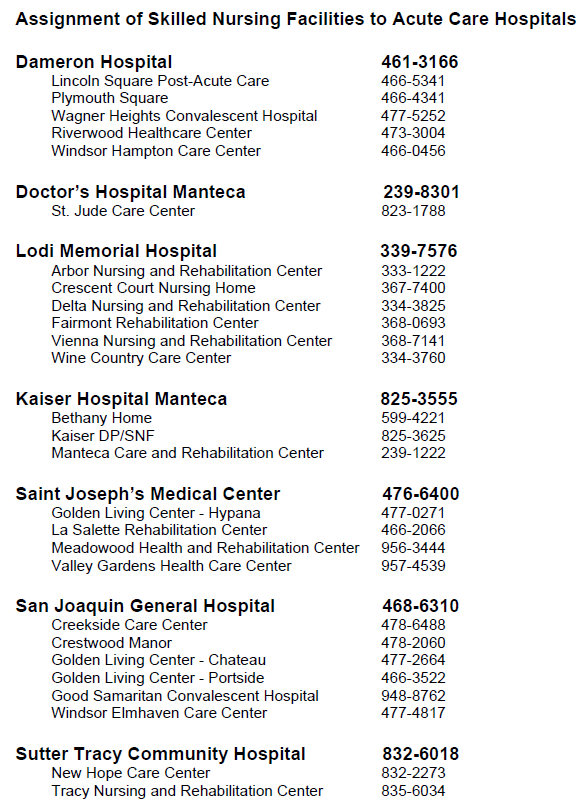 Assignment of Skilled Nursing Facilities to Acute Care Hospitals
Dameron Hospital 461-3166
Lincoln Square Post-Acute Care 466-5341
Plymouth Square 466-4341
Wagner Heights Convalescent Hospital 477-5252
Riverwood Healthcare Center 473-3004
Windsor Hampton Care Center 466-0456
Doctor's Hospital Manteca 239-8301
St. Jude Care Center 823-1788
Lodi Memorial Hospital 339-7576
Arbor Nursing and Rehabilitation Center 333-1222
Crescent Court Nursing Home 367-7400
Delta Nursing and Rehabilitation Center 334-3825
Fairmont Rehabilitation Center 368-0693
Vienna Nursing and Rehabilitation Center 368-7141
Wine Country Care Center 334-3760
Kaiser Hospital Manteca 825-3555
Bethany Home 599-4221
Kaiser DP/SNF 825-3625
Manteca Care and Rehabilitation Center 239-1222
Saint Joseph's Medical Center 476-6400
Golden Living Center - Hypana 477-0271
La Salette Rehabilitation Center 466-2066
Meadowood Health and Rehabilitation Center 956-3444
Valley Gardens Health Care Center 957-4539
San Joaquin General Hospital 468-6310
Creekside Care Center 478-6488
Crestwood Manor 478-2060
Golden Living Center - Chateau 477-2664
Golden Living Center - Portside 466-3522
Good Samaritan Convalescent Hospital 948-8762
Windsor Elmhaven Care Center 477-4817
Sutter Tracy Community Hospital 832-6018
New Hope Care Center 832-2273
Tracy Nursing and Rehabilitation Center 835-6034